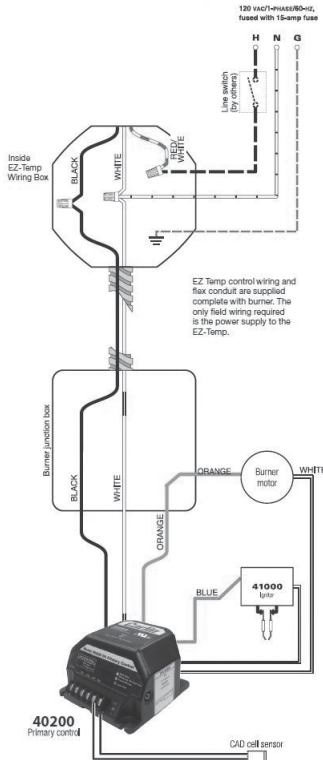 120 VAC/1-PHASE/60-HZ,
fused with 15-amp fuse
H N G
Line switch
(by others)
Inside
EZ-Temp
Wiring Box
BLACK
WHITE
RED/
WHITE
EZ Temp control wiring and
flex conduit are supplied
complete with burner. The
only field wiring required
is the power supply to the
EZ-Temp.
Burner junction box
BLACK
WHITE
ORANGE
ORANGE
Burner
motor
WHITE
BLUE
41000
Ignitor
40200
Primary control
CAD cell sensor